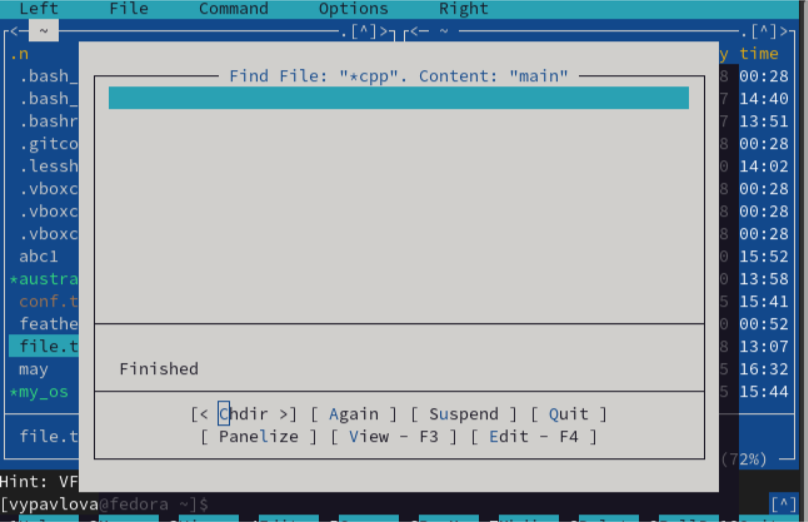 Left File Command Options Right
<─ ~ .[^]>┐┌<─ ~ .[^]>
.n y time
.bash_ 8 00:28
Find File: "*cpp". Content: "main"
.bash_ 7 14:40
.bashr 7 13:51
.gitco 8 00:28
.lessh 0 14:02
.vboxc 8 00:28
.vboxc 8 00:28
.vboxc 8 00:28
abc1 0 15:52
*austra 0 13:58
conf.t 5 15:41
feathe 0 00:52
file.t 8 13:07
may 5 16:32
Finished
*my_os 5 15:44
[< Chdir >] [ Again ] [ Suspend ] [ Quit ]
file.t [ Panelize ] [ View - F3 ] [ Edit - F4 ]
(72%)
Hint: VF
[vypavlova@fedora ~]$ [^]